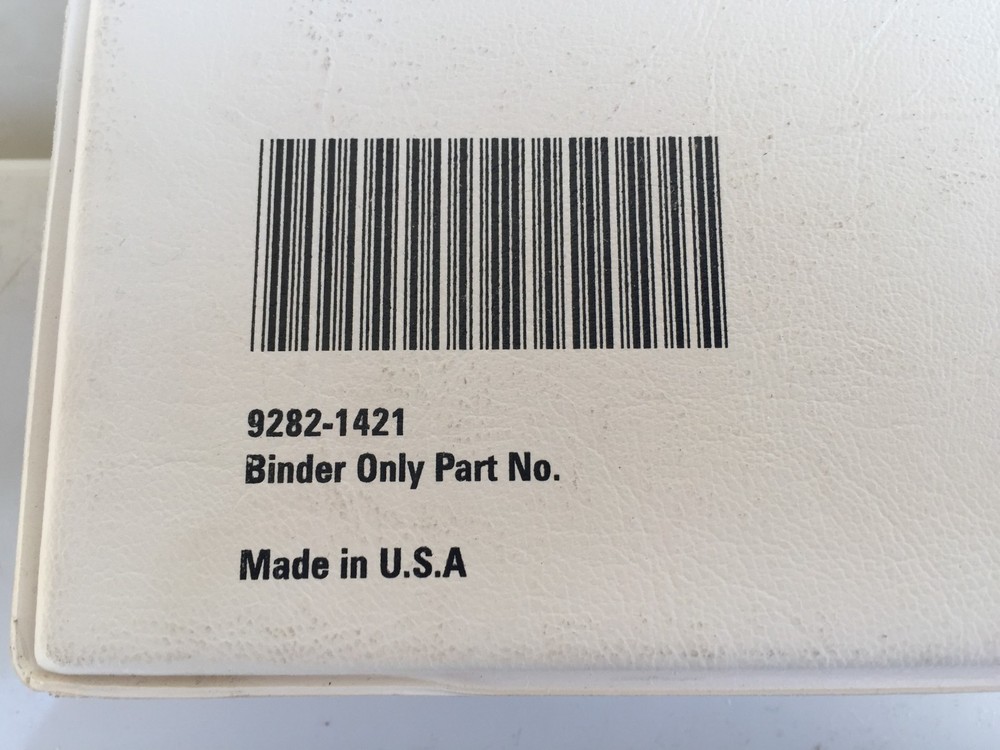 9282-1421
Binder Only Part No.
Made in U.S.A